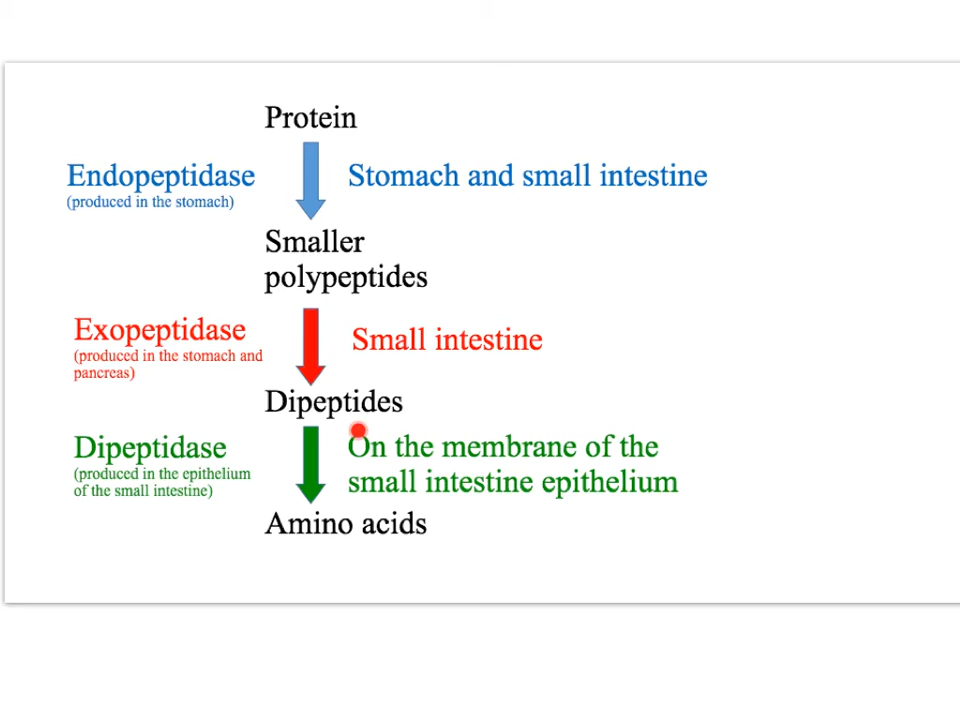 Protein
Endopeptidase
(produced in the stomach)
Stomach and small intestine
Smaller
polypeptides
Exopeptidase
(produced in the stomach and
pancreas)
Small intestine
Dipeptides
Dipeptidase
(produced in the epithelium
of the small intestine)
On the membrane of the
small intestine epithelium
Amino acids